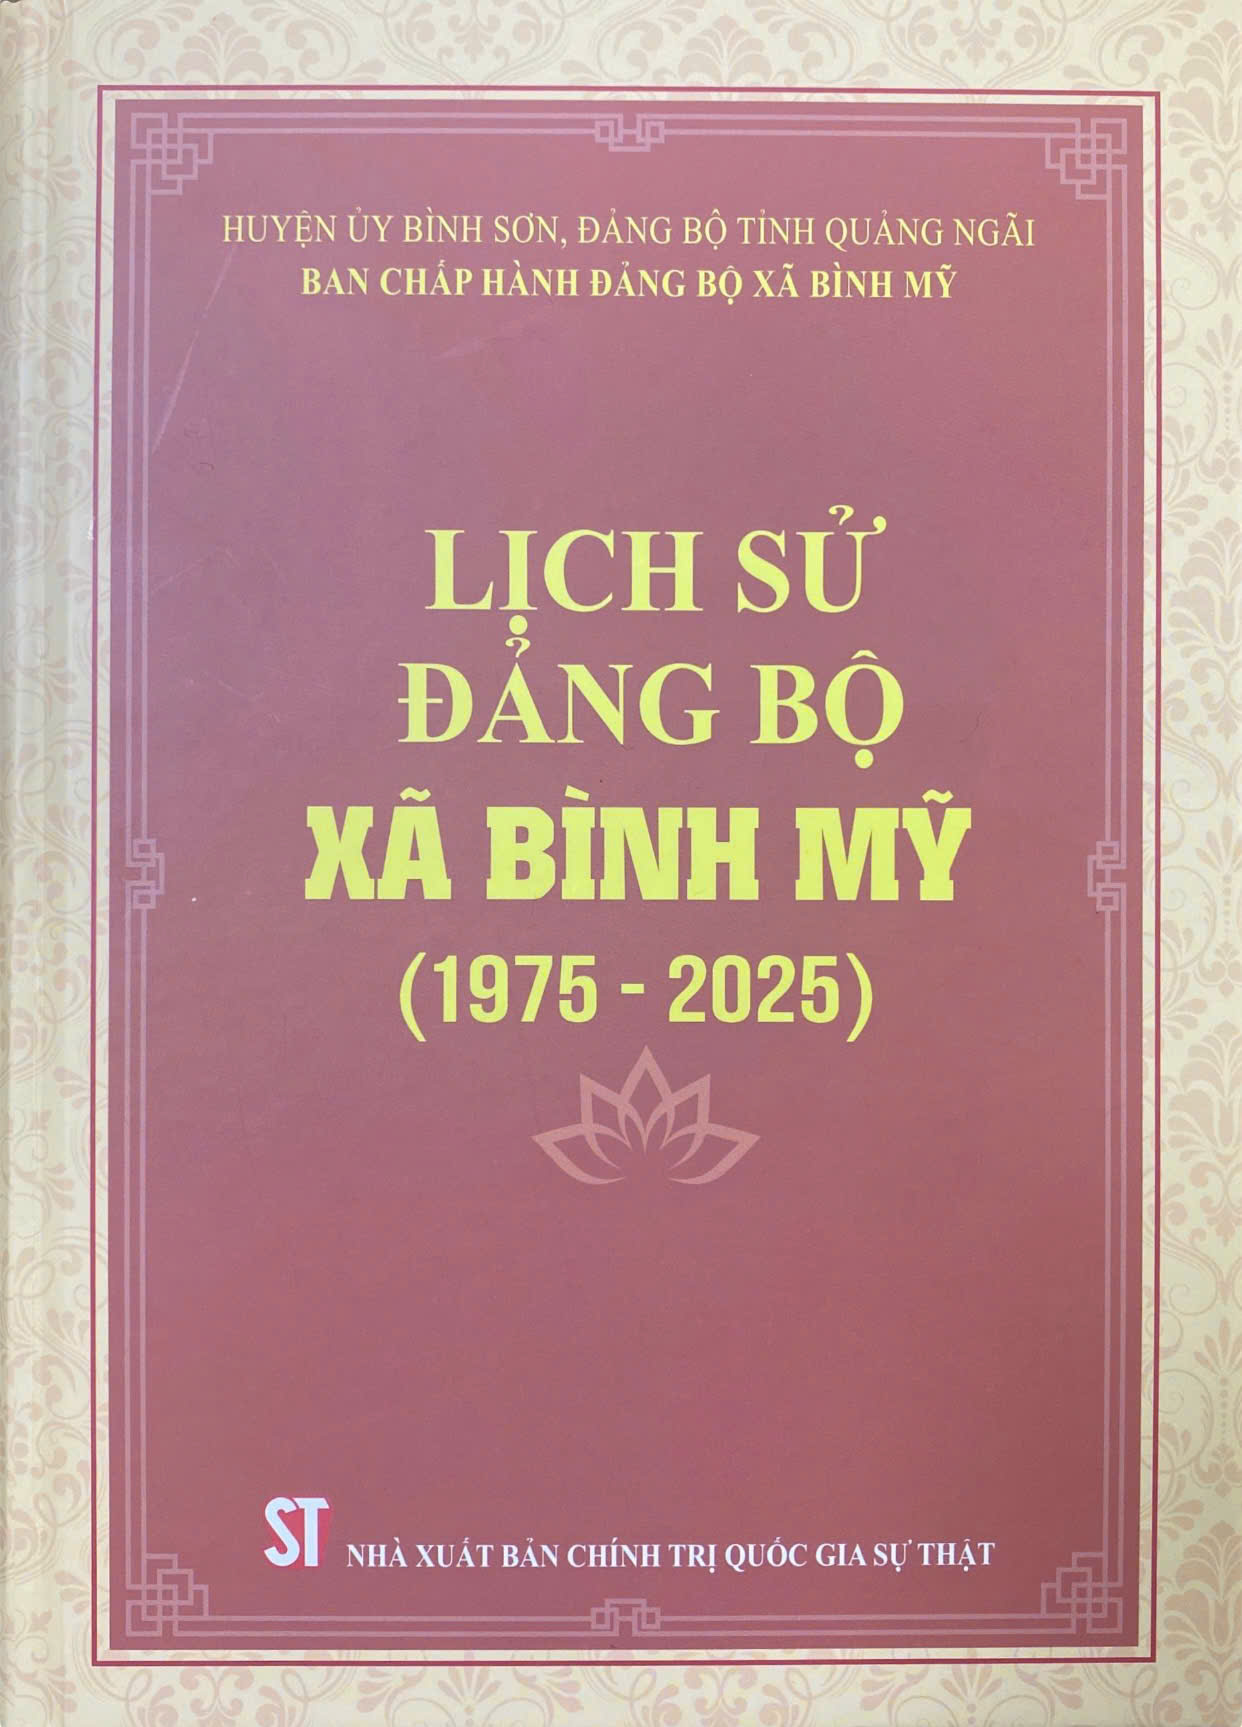 HUYỆN ỦY BÌNH SƠN, ĐẢNG BỘ TỈNH QUẢNG NGÃI
BAN CHẤP HÀNH ĐẢNG BỘ XÃ BÌNH MỸ
LỊCH SỬ
ĐẢNG BỘ
XÃ BÌNH MỸ
(1975 - 2025)
ST NHÀ XUẤT BẢN CHÍNH TRỊ QUỐC GIA SỰ THẬT